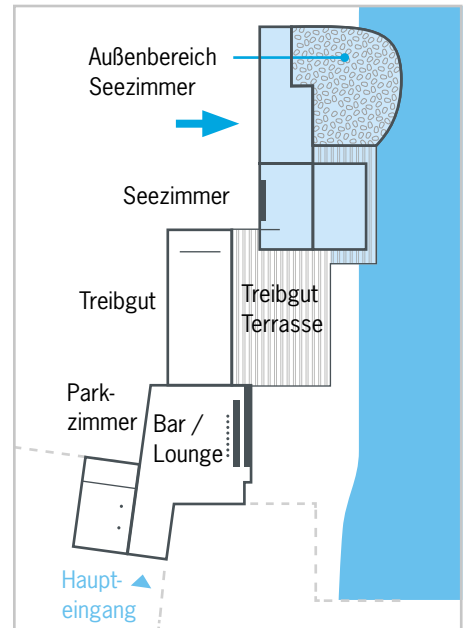 Außenbereich
Seezimmer
Seezimmer
Treibgut
Treibgut
Terrasse
Park-
zimmer
Bar /
Lounge
Haupt-
eingang